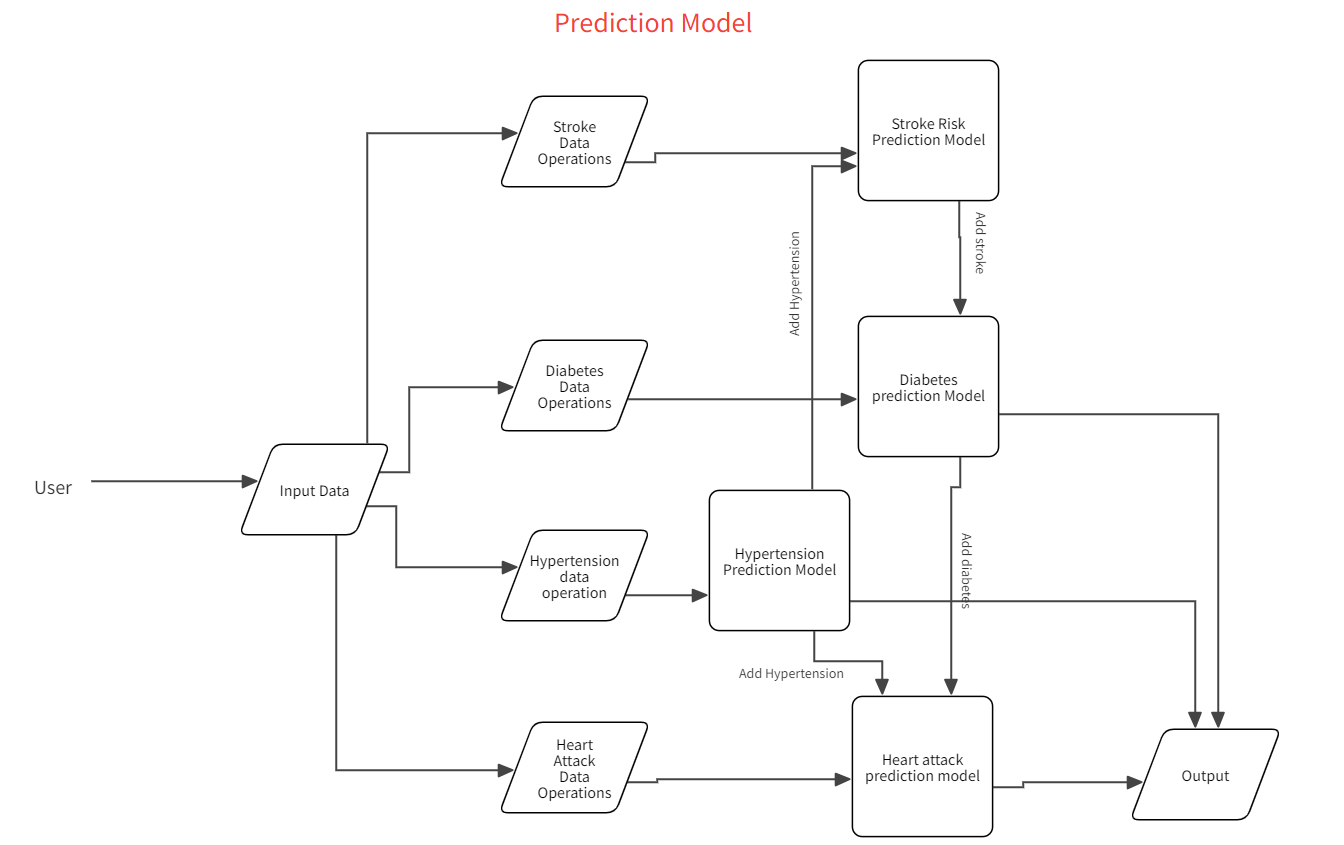 Prediction Model
Stroke
Data
Operations
Stroke Risk
Prediction Model
Add Hypertension
Add stroke
Diabetes
Data
Operations
Diabetes
prediction Model
User
Input Data
Hypertension
data
operation
Hypertension
Prediction Model
Add diabetes
Add Hypertension
Heart
Attack
Data
Operations
Heart attack
prediction model
Output